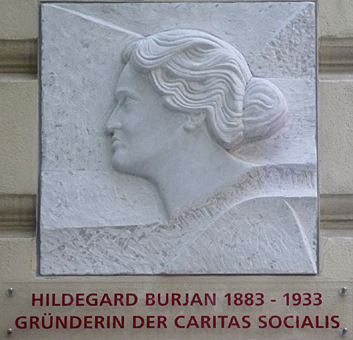 HILDEGARD BURJAN 1883 - 1933
GRÜNDERIN DER CARITAS SOCIALIS